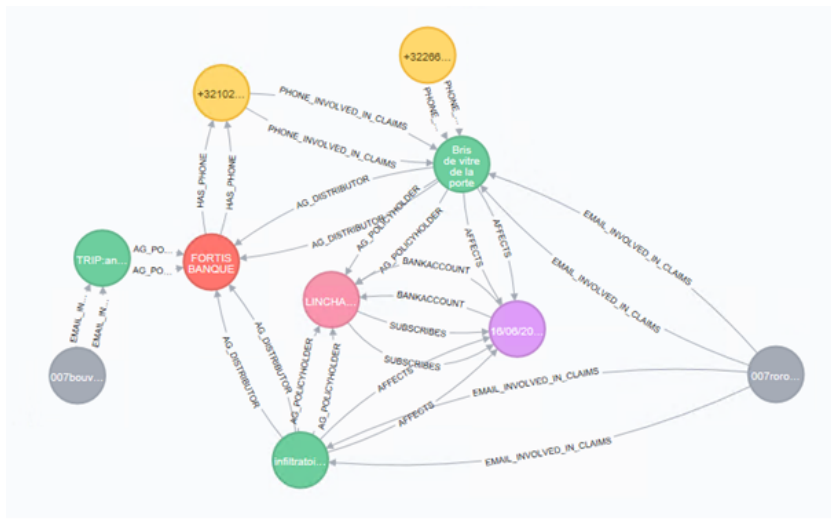 +32266...
+32102...
PHONE_INVOLVED_IN_CLAIMS
PHONE_INVOLVED_IN_CLAIMS
PHONE_...
PHONE_...
Bris
de vitre
de la
porte
HAS_PHONE
HAS_PHONE
AG_DISTRIBUTOR
AG_DISTRIBUTOR
AG_POLICYHOLDER
AG_POLICYHOLDER
AFFECTS
AFFECTS
EMAIL_INVOLVED_IN_CLAIMS
EMAIL_INVOLVED_IN_CLAIMS
TRIP:an...
AG_PO...
AG_PO...
FORTIS
BANQUE
BANKACCOUNT
BANKACCOUNT
LINCHA...
SUBSCRIBES
SUBSCRIBES
16/06/20...
EMAIL_IN...
EMAIL_IN...
007bouv...
AG_DISTRIBUTOR
AG_DISTRIBUTOR
AG_POLICYHOLDER
AG_POLICYHOLDER
AFFECTS
AFFECTS
EMAIL_INVOLVED_IN_CLAIMS
EMAIL_INVOLVED_IN_CLAIMS
007roro...
infiltratoi...